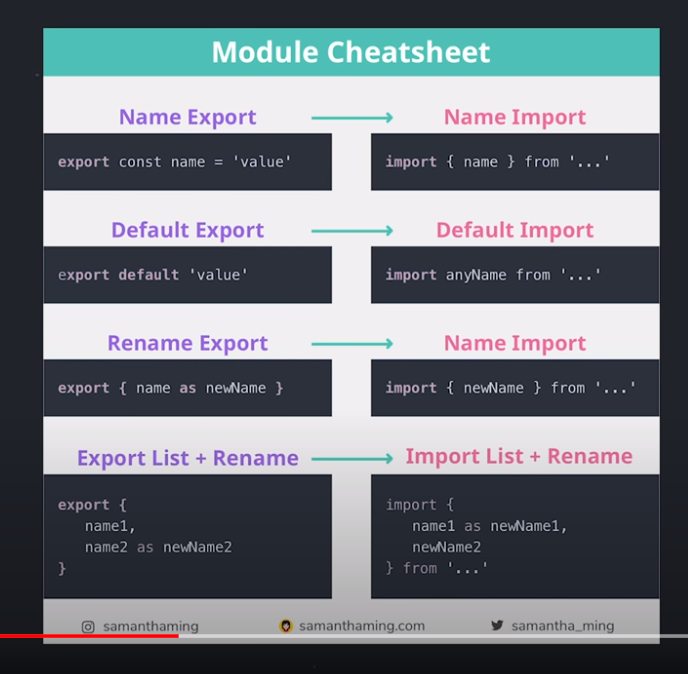 Module Cheatsheet
Name Export
Name Import
export const name = 'value'
import { name } from '...'
Default Export
Default Import
export default 'value'
import anyName from '...'
Rename Export
Name Import
export { name as newName }
import { newName } from '...'
Export List + Rename
Import List + Rename
export {
name1,
name2 as newName2
}
import {
name1 as newName1,
newName2
} from '...'
samanthaming
samanthaming.com
samantha_ming